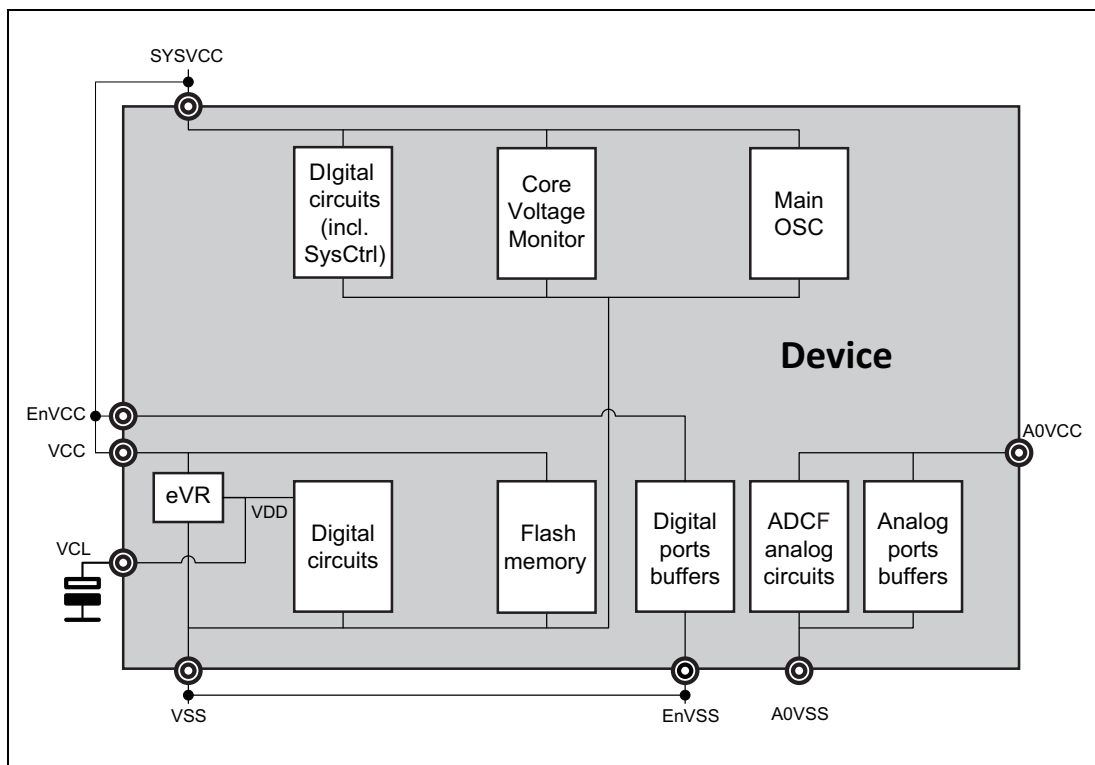 SYSVCC
DIgital
circuits
(incl.
SysCtrl)
Core
Voltage
Monitor
Main
OSC
Device
EnVCC
VCC
A0VCC
eVR
VDD
VCL
Digital
circuits
Flash
memory
Digital
ports
buffers
ADCF
analog
circuits
Analog
ports
buffers
VSS
EnVSS
A0VSS